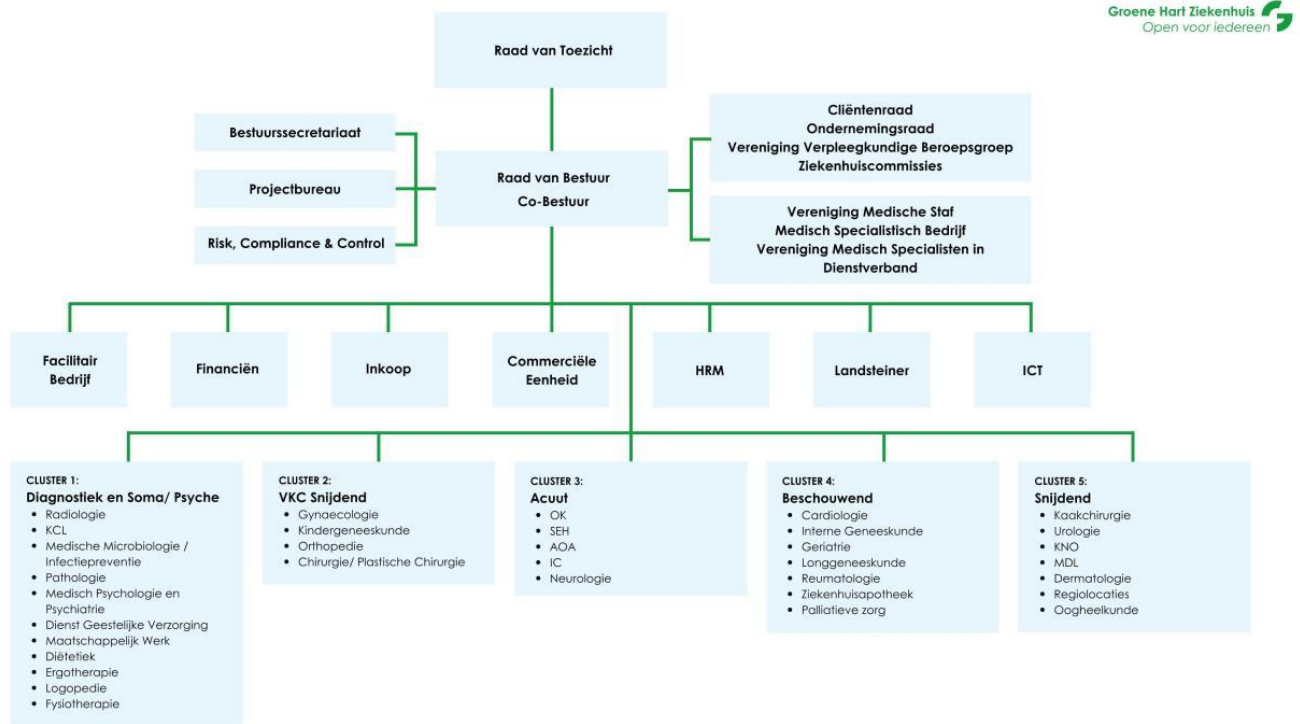 Groene Hart Ziekenhuis
Open voor iedereen
Raad van Toezicht
Bestuurssecretariaat
Projectbureau
Risk, Compliance & Control
Raad van Bestuur
Co-Bestuur
Cliëntenraad
Ondernemingsraad
Vereniging Verpleegkundige Beroepsgroep
Ziekenhuiscommissies
Vereniging Medische Staf
Medisch Specialistisch Bedrijf
Vereniging Medisch Specialisten in
Dienstverband
Facilitair
Bedrijf
Financiën
Inkoop
Commerciële
Eenheid
HRM
Landsteiner
ICT
CLUSTER 1:
Diagnostiek en Soma/ Psyche
• Radiologie
• KCL
• Medische Microbiologie /
Infectiepreventie
• Pathologie
• Medisch Psychologie en
Psychiatrie
• Dienst Geestelijke Verzorging
• Maatschappelijk Werk
• Diëtetiek
• Ergotherapie
• Logopedie
• Fysiotherapie
CLUSTER 2:
VKC Snijdend
• Gynaecologie
• Kindergeneeskunde
• Orthopedie
• Chirurgie/ Plastische Chirurgie
CLUSTER 3:
Acuut
• OK
• SEH
• AOA
• IC
• Neurologie
CLUSTER 4:
Beschouwend
• Cardiologie
• Interne Geneeskunde
• Geriatrie
• Longgeneeskunde
• Reumatologie
• Ziekenhuisapotheek
• Palliatieve zorg
CLUSTER 5:
Snijdend
• Kaakchirurgie
• Urologie
• KNO
• MDL
• Dermatologie
• Regiolocaties
• Oogheelkunde